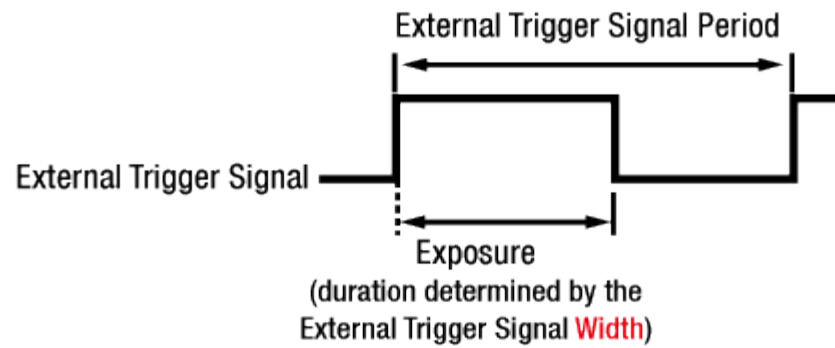 External Trigger Signal Period
External Trigger Signal
Exposure
(duration determined by the
External Trigger Signal Width)